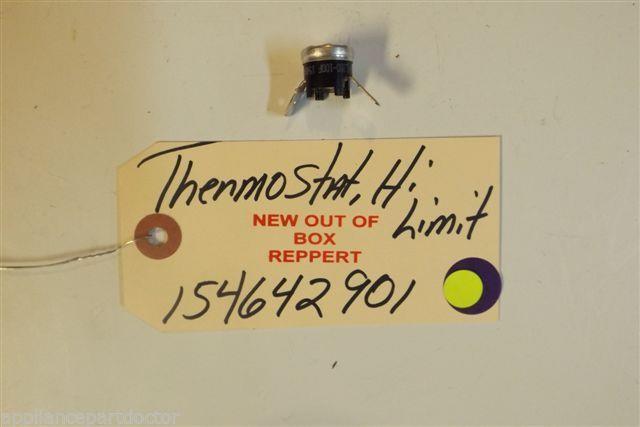 Thermostat, Hi
Limit
NEW OUT OF
BOX
REPPERT
154642901
appliancepartdoctor